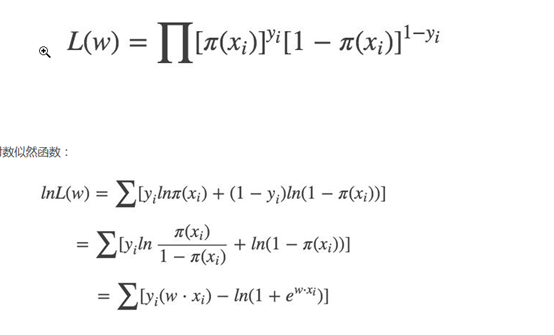 L(w) = ∏[π(xᵢ)]^{yᵢ}[1 − π(xᵢ)]^{1−yᵢ}
数似然函数：
lnL(w) = ∑[yᵢlnπ(xᵢ) + (1 − yᵢ)ln(1 − π(xᵢ))]
= ∑[yᵢln π(xᵢ)/(1 − π(xᵢ)) + ln(1 − π(xᵢ))]
= ∑[yᵢ(w · xᵢ) − ln(1 + e^{w·xᵢ})]